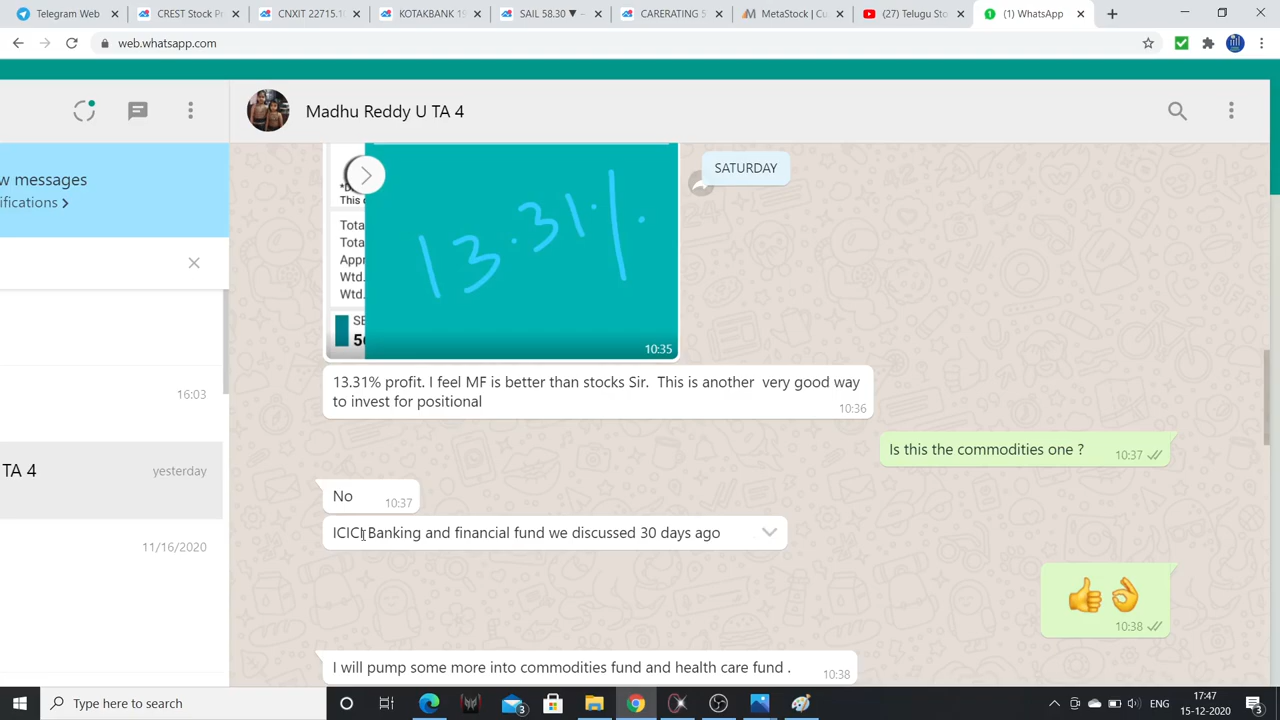 Telegram Web
CREST Stock Pr
CNXIT 22715.10
KOTAKBANK 19
SAIL 58.30 ▼ –
CARERATING 5
MetaStock | Cu
(27) Telugu Sto
(1) WhatsApp
web.whatsapp.com
Madhu Reddy U TA 4
w messages
ifications >
16:03
TA 4
yesterday
11/16/2020
SATURDAY
This
Tota
Tota
Appr
Wtd.
Wtd.
13.31%
10:35
13.31% profit. I feel MF is better than stocks Sir. This is another very good way
to invest for positional
10:36
Is this the commodities one ?
10:37
No
10:37
ICICI Banking and financial fund we discussed 30 days ago
10:38
I will pump some more into commodities fund and health care fund .
10:38
Type here to search
3
ENG
17:47
15-12-2020
3